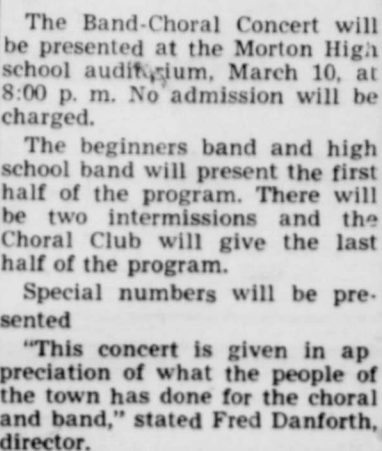 The Band-Choral Concert will
be presented at the Morton High
school auditorium, March 10, at
8:00 p. m. No admission will be
charged.
The beginners band and high
school band will present the first
half of the program. There will
be two intermissions and the
Choral Club will give the last
half of the program.
Special numbers will be pre-
sented
"This concert is given in ap
preciation of what the people of
the town has done for the choral
and band," stated Fred Danforth,
director.